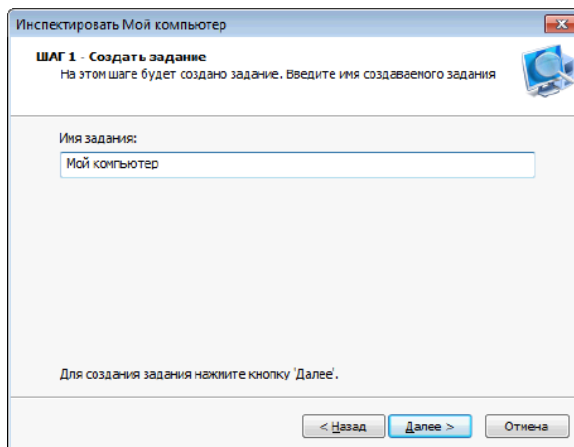 Инспектировать Мой компьютер
ШАГ 1 - Создать задание
На этом шаге будет создано задание. Введите имя создаваемого задания
Имя задания:
Мой компьютер
Для создания задания нажмите кнопку 'Далее'.
< Назад Далее > Отмена